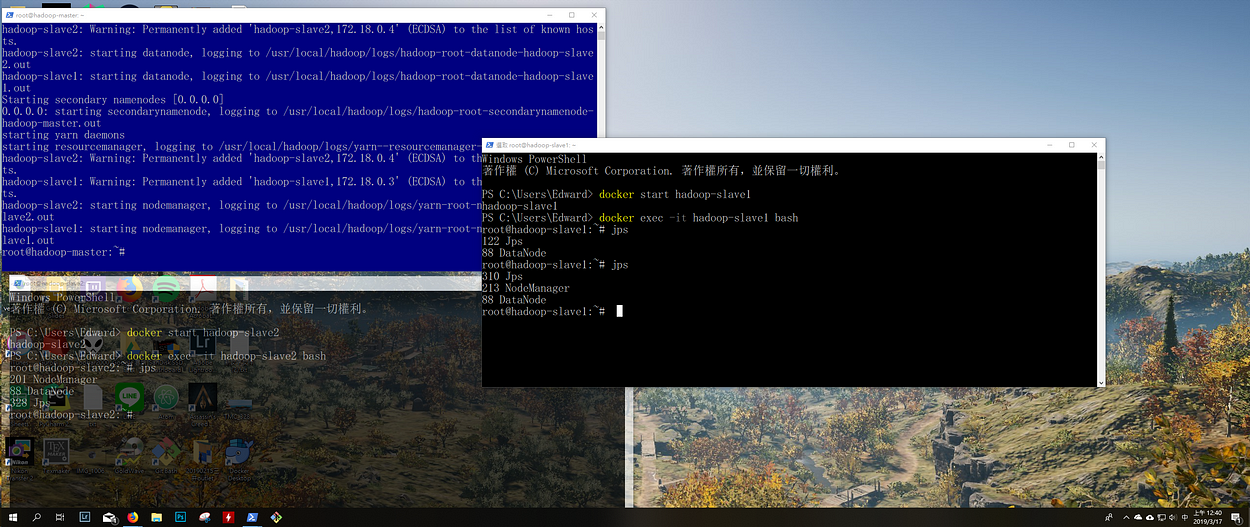 root@hadoop-master: ~
hadoop-slave2: Warning: Permanently added 'hadoop-slave2,172.18.0.4' (ECDSA) to the list of known hos
ts.
hadoop-slave2: starting datanode, logging to /usr/local/hadoop/logs/hadoop-root-datanode-hadoop-slave
2.out
hadoop-slave1: starting datanode, logging to /usr/local/hadoop/logs/hadoop-root-datanode-hadoop-slave
1.out
Starting secondary namenodes [0.0.0.0]
0.0.0.0: starting secondarynamenode, logging to /usr/local/hadoop/logs/hadoop-root-secondarynamenode-
hadoop-master.out
starting yarn daemons
starting resourcemanager, logging to /usr/local/hadoop/logs/yarn--resourcemanager-
hadoop-slave2: Warning: Permanently added 'hadoop-slave2,172.18.0.4' (ECDSA) to th
ts.
hadoop-slave1: Warning: Permanently added 'hadoop-slave1,172.18.0.3' (ECDSA) to th
ts.
hadoop-slave2: starting nodemanager, logging to /usr/local/hadoop/logs/yarn-root-n
lave2.out
hadoop-slave1: starting nodemanager, logging to /usr/local/hadoop/logs/yarn-root-n
lave1.out
root@hadoop-master:~#
選取 root@hadoop-slave1: ~
Windows PowerShell
著作權 (C) Microsoft Corporation. 著作權所有，並保留一切權利。
PS C:\Users\Edward> docker start hadoop-slave1
hadoop-slave1
PS C:\Users\Edward> docker exec -it hadoop-slave1 bash
root@hadoop-slave1:~# jps
122 Jps
88 DataNode
root@hadoop-slave1:~# jps
310 Jps
213 NodeManager
88 DataNode
root@hadoop-slave1:~#
Windows PowerShell
著作權 (C) Microsoft Corporation. 著作權所有，並保留一切權利。
PS C:\Users\Edward> docker start hadoop-slave2
hadoop-slave2
PS C:\Users\Edward> docker exec -it hadoop-slave2 bash
root@hadoop-slave2:~# jps
201 NodeManager
88 DataNode
328 Jps
root@hadoop-slave2:~#
上午 12:40
2019/3/17
中